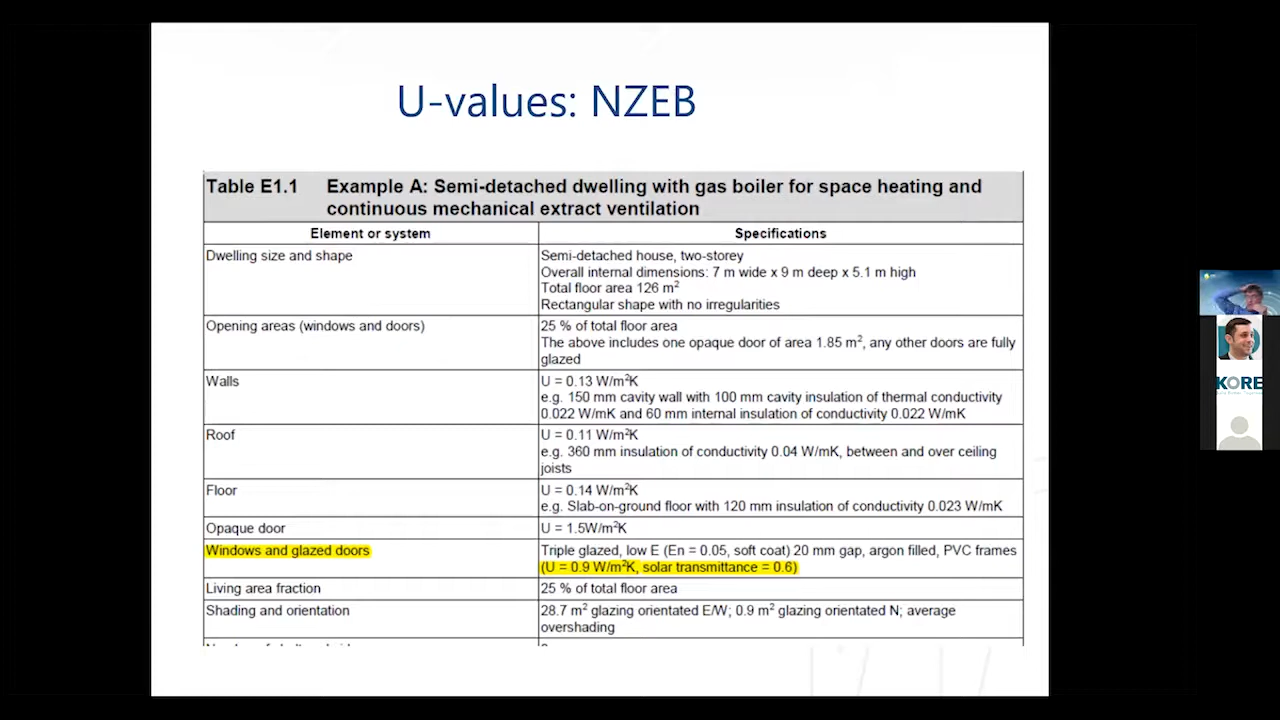 U-values: NZEB
Table E1.1 Example A: Semi-detached dwelling with gas boiler for space heating and
continuous mechanical extract ventilation
Element or system Specifications
Dwelling size and shape Semi-detached house, two-storey
Overall internal dimensions: 7 m wide x 9 m deep x 5.1 m high
Total floor area 126 m²
Rectangular shape with no irregularities
Opening areas (windows and doors) 25 % of total floor area
The above includes one opaque door of area 1.85 m², any other doors are fully
glazed
Walls U = 0.13 W/m²K
e.g. 150 mm cavity wall with 100 mm cavity insulation of thermal conductivity
0.022 W/mK and 60 mm internal insulation of conductivity 0.022 W/mK
Roof U = 0.11 W/m²K
e.g. 360 mm insulation of conductivity 0.04 W/mK, between and over ceiling
joists
Floor U = 0.14 W/m²K
e.g. Slab-on-ground floor with 120 mm insulation of conductivity 0.023 W/mK
Opaque door U = 1.5W/m²K
Windows and glazed doors Triple glazed, low E (En = 0.05, soft coat) 20 mm gap, argon filled, PVC frames
(U = 0.9 W/m²K, solar transmittance = 0.6)
Living area fraction 25 % of total floor area
Shading and orientation 28.7 m² glazing orientated E/W; 0.9 m² glazing orientated N; average
overshading
KORE